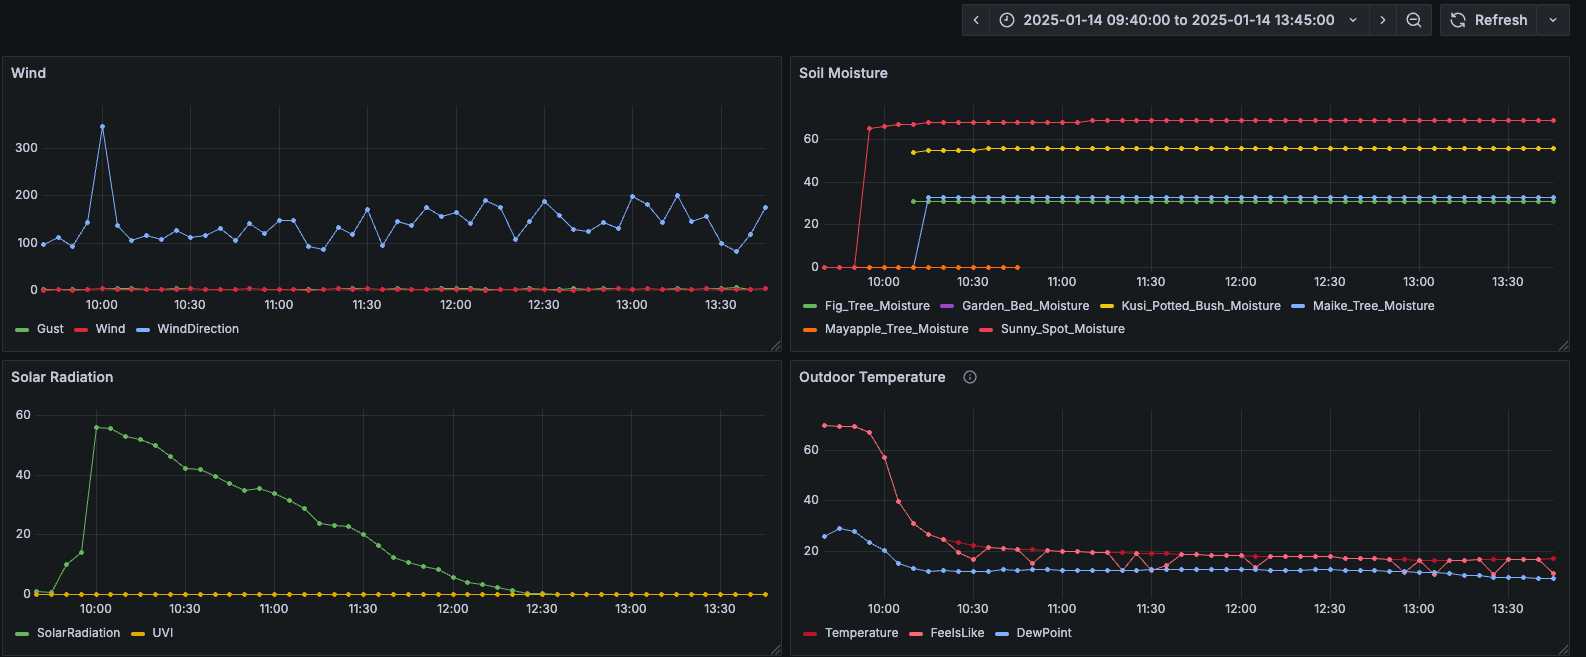 2025-01-14 09:40:00 to 2025-01-14 13:45:00 Refresh
Wind
300
200
100
0
10:00 10:30 11:00 11:30 12:00 12:30 13:00 13:30
Gust Wind WindDirection
Soil Moisture
60
40
20
0
10:00 10:30 11:00 11:30 12:00 12:30 13:00 13:30
Fig_Tree_Moisture Garden_Bed_Moisture Kusi_Potted_Bush_Moisture Maike_Tree_Moisture
Mayapple_Tree_Moisture Sunny_Spot_Moisture
Solar Radiation
60
40
20
0
10:00 10:30 11:00 11:30 12:00 12:30 13:00 13:30
SolarRadiation UVI
Outdoor Temperature
60
40
20
10:00 10:30 11:00 11:30 12:00 12:30 13:00 13:30
Temperature FeelsLike DewPoint